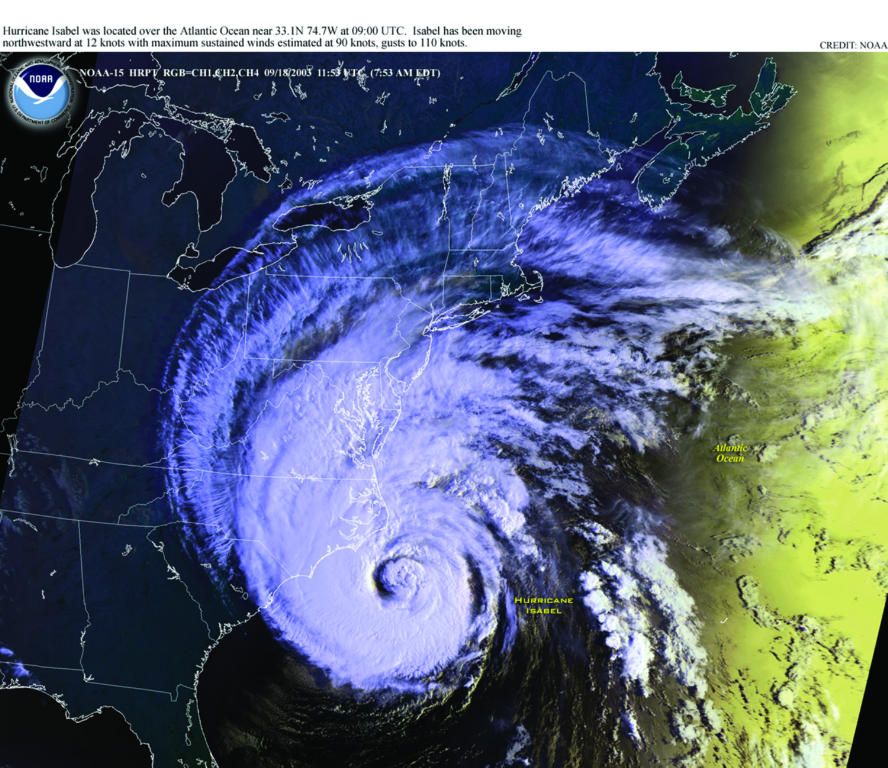 Hurricane Isabel was located over the Atlantic Ocean near 33.1N 74.7W at 09:00 UTC.  Isabel has been moving
northwestward at 12 knots with maximum sustained winds estimated at 90 knots, gusts to 110 knots.
CREDIT: NOAA
NOAA
NOAA-15 HRPT RGB=CH1,CH2,CH4 09/18/2003 11:53 UTC (7:53 AM EDT)
Atlantic
Ocean
HURRICANE
ISABEL